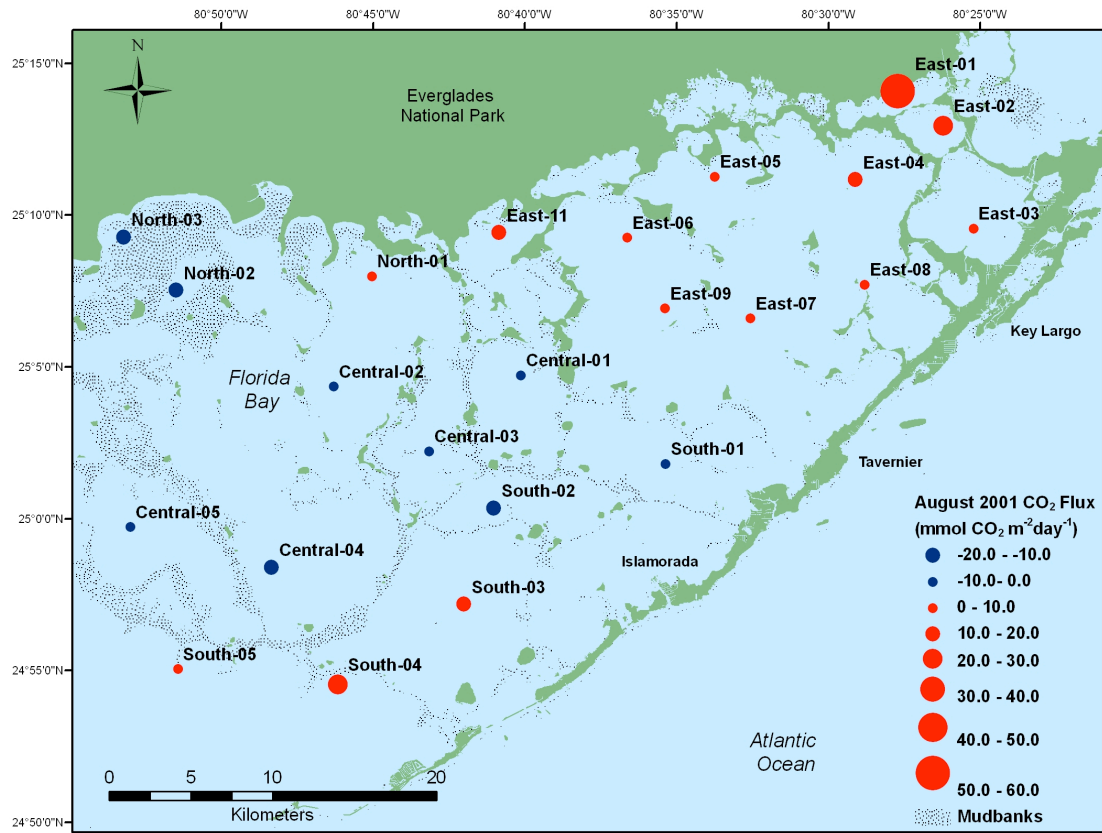 80°50'0"W 80°45'0"W 80°40'0"W 80°35'0"W 80°30'0"W 80°25'0"W
25°15'0"N
25°10'0"N
25°5'0"N
25°0'0"N
24°55'0"N
24°50'0"N
N
Everglades
National Park
East-01
East-02
East-05
East-04
North-03
East-11
East-06
East-03
North-02
North-01
East-08
East-09
East-07
Key Largo
Central-01
Central-02
Florida
Bay
Central-03
South-01
Tavernier
South-02
Central-05
Central-04
Islamorada
South-03
South-05
South-04
Atlantic
Ocean
0 5 10 20
Kilometers
August 2001 CO₂ Flux
(mmol CO₂ m⁻²day⁻¹)
-20.0 - -10.0
-10.0- 0.0
0 - 10.0
10.0 - 20.0
20.0 - 30.0
30.0 - 40.0
40.0 - 50.0
50.0 - 60.0
Mudbanks